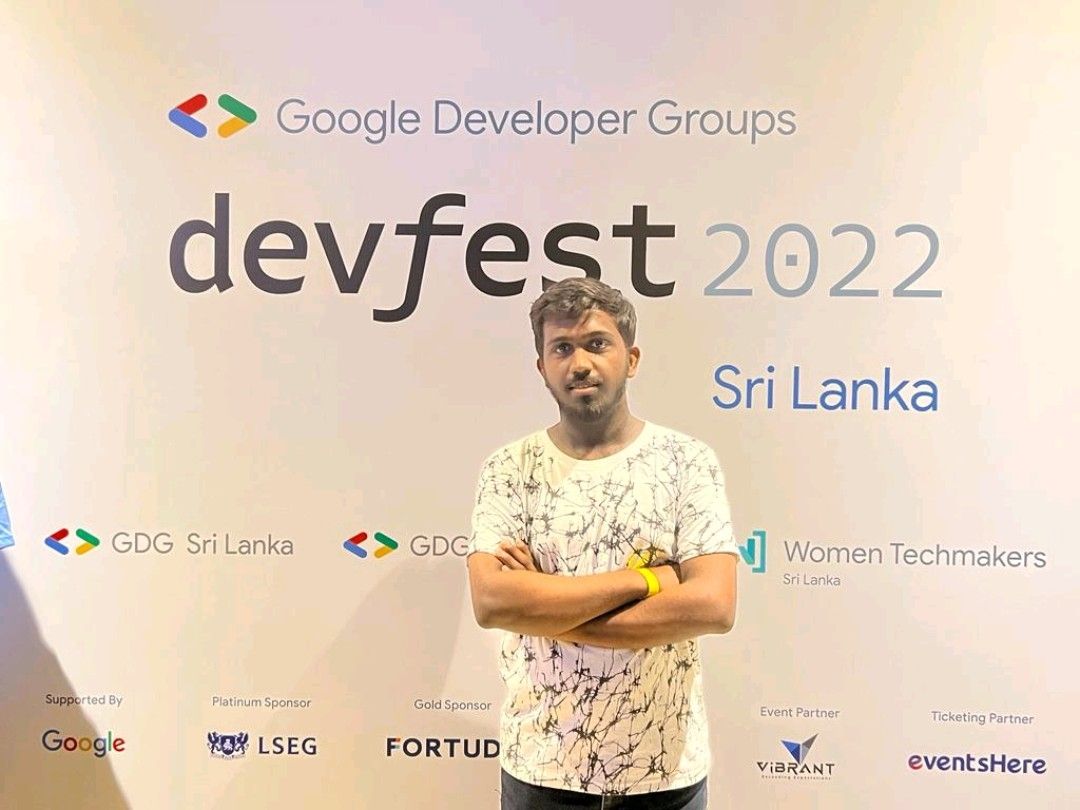 Google Developer Groups
devfest 2022
Sri Lanka
GDG Sri Lanka
GDG
Women Techmakers
Sri Lanka
Supported By
Platinum Sponsor
Gold Sponsor
Event Partner
Ticketing Partner
Google
LSEG
FORTUD
ViBRANT
eventsHere